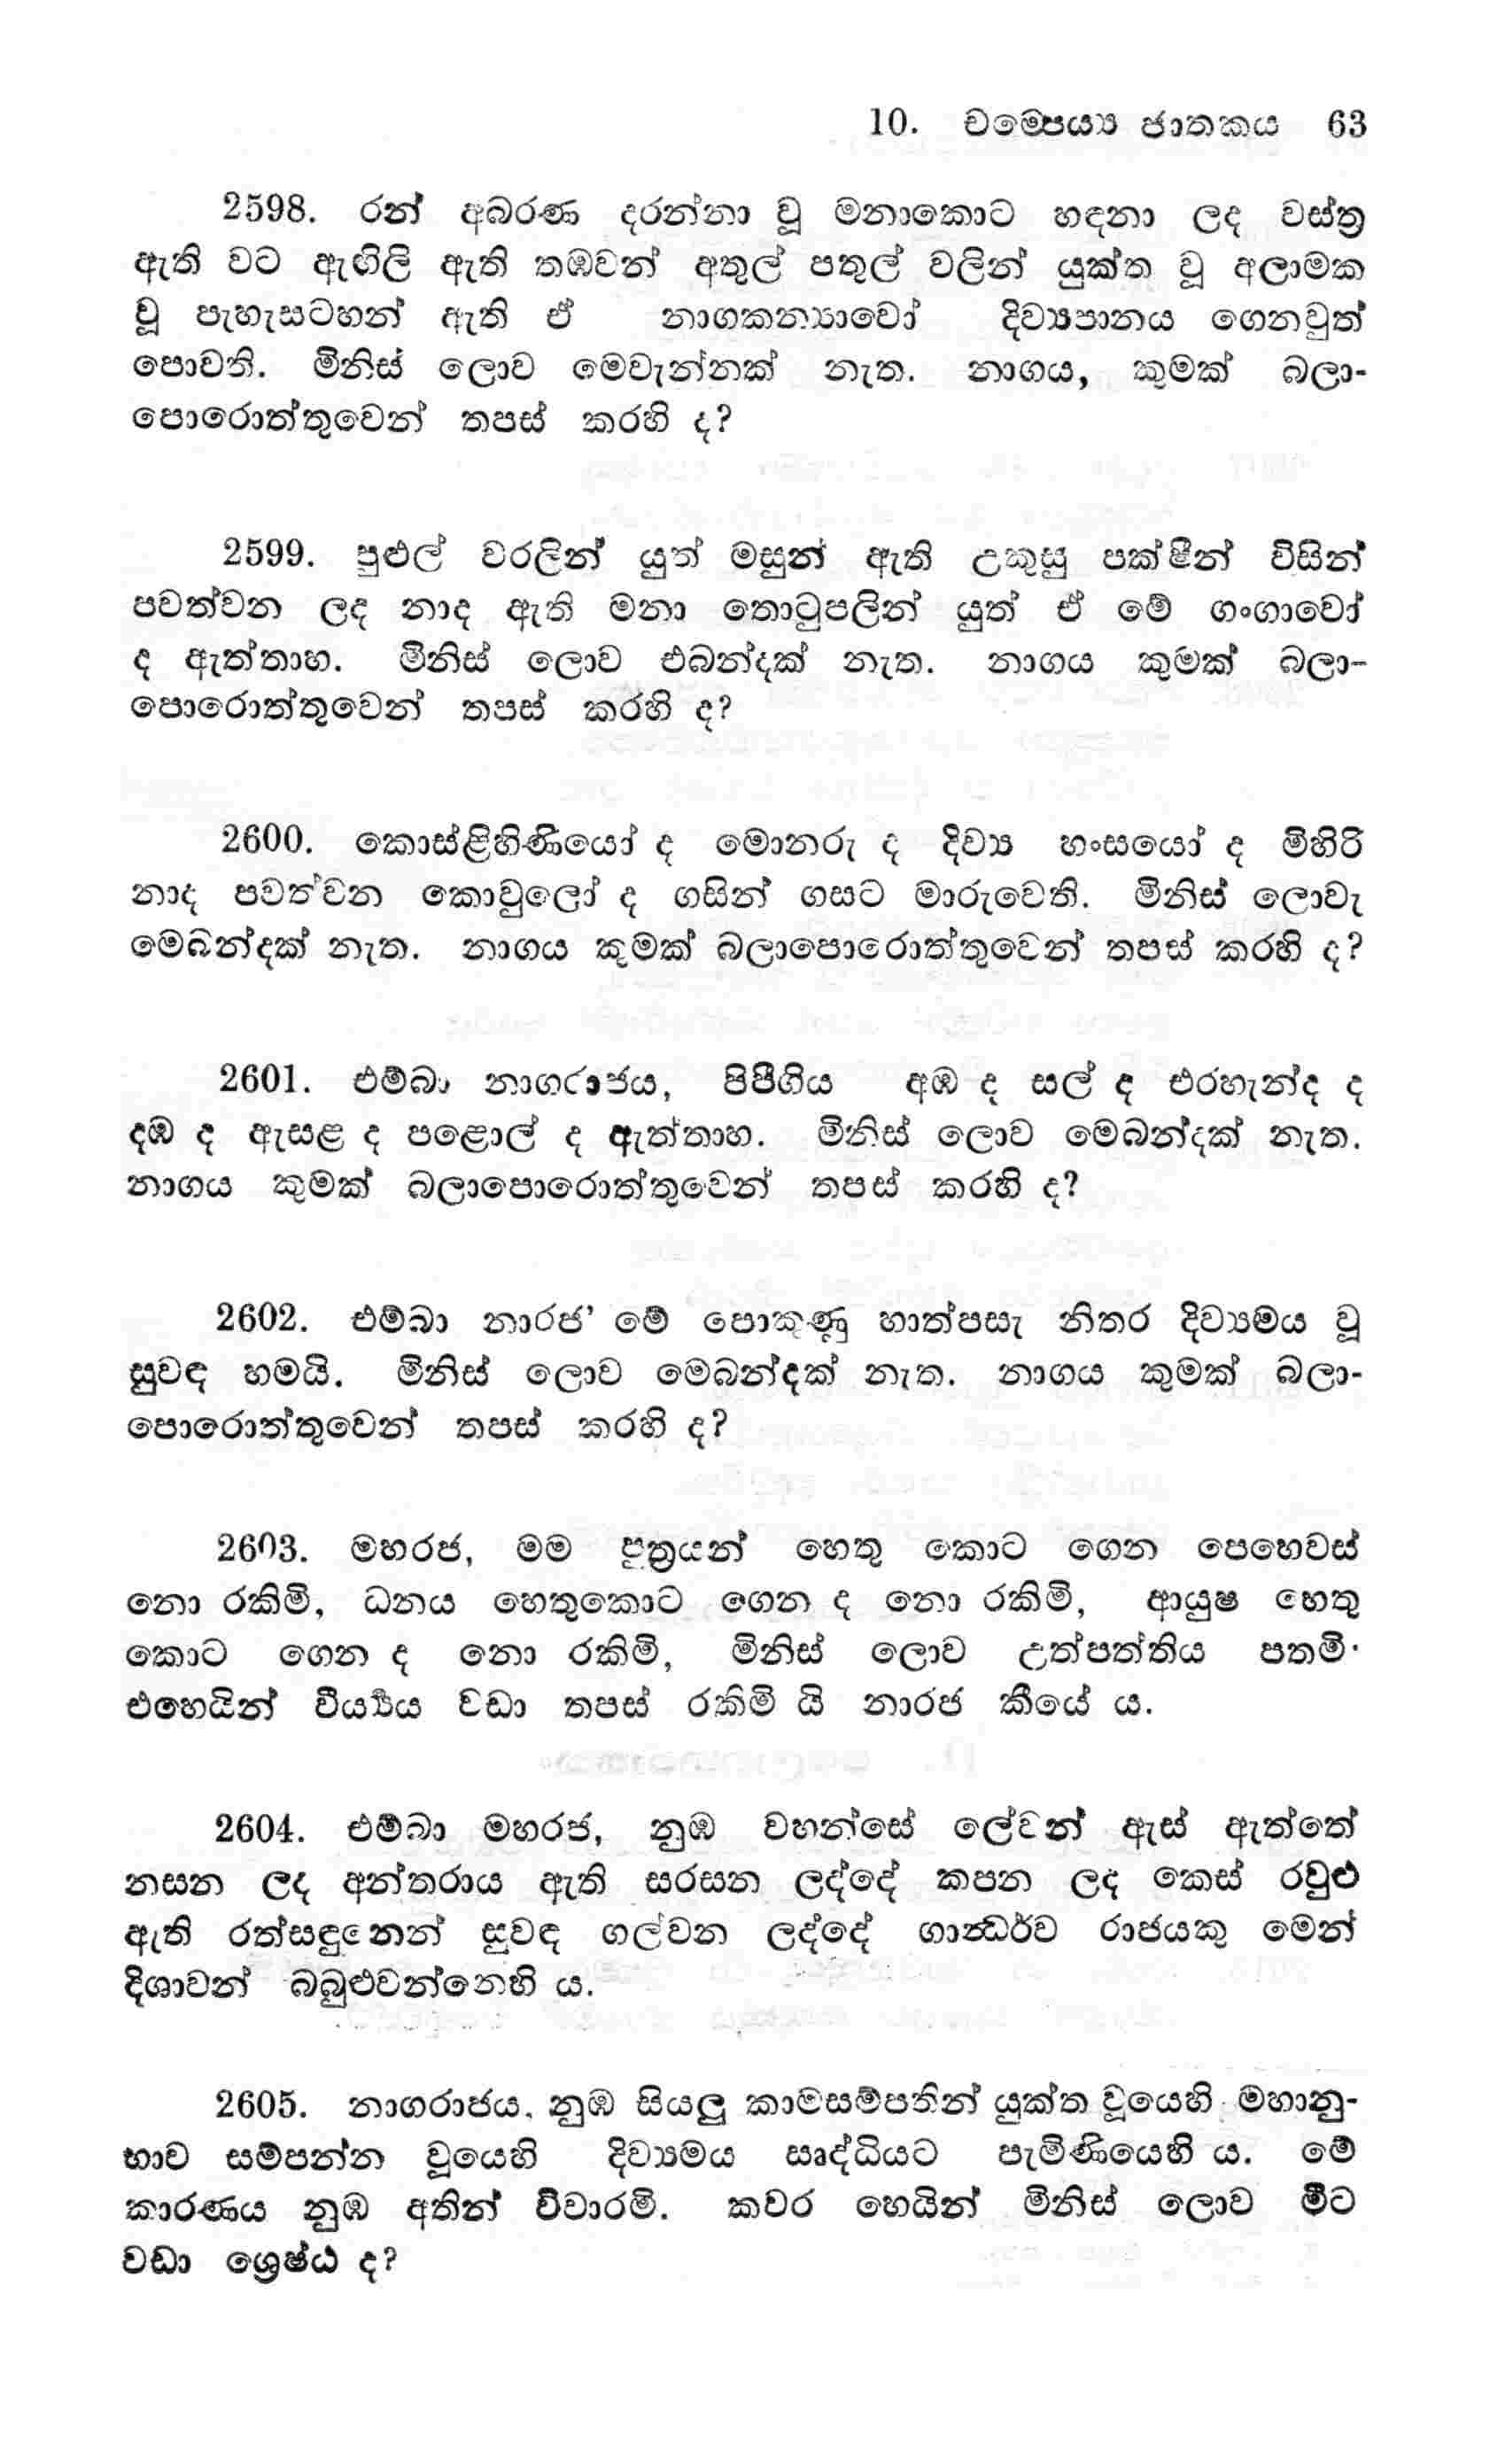 10. චම්පෙය්‍ය ජාතකය 63
2598. රන් අබරණ දරන්නා වූ මනාකොට හඳනා ලද වස්ත්‍ර
ඇති වට ඇඟිලි ඇති තඹවන් අතුල් පතුල් වලින් යුක්ත වූ අලාමක
වූ පැහැසටහන් ඇති ඒ නාගකන්‍යාවෝ දිව්‍යපානය ගෙනවුත්
පොවති. මිනිස් ලොව මෙවැන්නක් නැත. නාගය, කුමක් බලා-
පොරොත්තුවෙන් තපස් කරහි ද?
2599. පුළුල් වරලින් යුත් මසුන් ඇති උකුසු පක්ෂීන් විසින්
පවත්වන ලද නාද ඇති මනා තොටුපලින් යුත් ඒ මේ ගංගාවෝ
ද ඇත්තාහ. මිනිස් ලොව එබන්දක් නැත. නාගය කුමක් බලා-
පොරොත්තුවෙන් තපස් කරහි ද?
2600. කොස්ළිහිණියෝ ද මොනරු ද දිව්‍ය හංසයෝ ද මිහිරි
නාද පවත්වන කොවුලෝ ද ගසින් ගසට මාරුවෙති. මිනිස් ලොවැ
මෙබන්දක් නැත. නාගය කුමක් බලාපොරොත්තුවෙන් තපස් කරහි ද?
2601. එම්බා නාගරාජය, පිපීගිය අඹ ද සල් ද එරහැන්ද ද
දඹ ද ඇසළ ද පළොල් ද ඇත්තාහ. මිනිස් ලොව මෙබන්දක් නැත.
නාගය කුමක් බලාපොරොත්තුවෙන් තපස් කරහි ද?
2602. එම්බා නාරජ' මේ පොකුණු හාත්පසැ නිතර දිව්‍යමය වූ
සුවඳ හමයි. මිනිස් ලොව මෙබන්දක් නැත. නාගය කුමක් බලා-
පොරොත්තුවෙන් තපස් කරහි ද?
2603. මහරජ, මම පුත්‍රයන් හෙතු කොට ගෙන පෙහෙවස්
නො රකිමි, ධනය හෙතුකොට ගෙන ද නො රකිමි, ආයුෂ හෙතු
කොට ගෙන ද නො රකිමි, මිනිස් ලොව උත්පත්තිය පතමි.
එහෙයින් වීර්‍ය්‍යය වඩා තපස් රකිමි යි නාරජ කීයේ ය.
2604. එම්බා මහරජ, නුඹ වහන්සේ ලේවන් ඇස් ඇත්තේ
නසන ලද අන්තරාය ඇති සරසන ලද්දේ කපන ලද කෙස් රවුළු
ඇති රත්සඳුනෙන් සුවඳ ගල්වන ලද්දේ ගාන්‍ධර්ව රාජයකු මෙන්
දිශාවන් බබුළුවන්නෙහි ය.
2605. නාගරාජය, නුඹ සියලු කාමසම්පතින් යුක්ත වූයෙහි මහානු-
භාව සම්පන්න වූයෙහි දිව්‍යමය ඍද්ධියට පැමිණියෙහි ය. මේ
කාරණය නුඹ අතින් විචාරමි. කවර හෙයින් මිනිස් ලොව මීට
වඩා ශ්‍රෙෂ්ඨ ද?